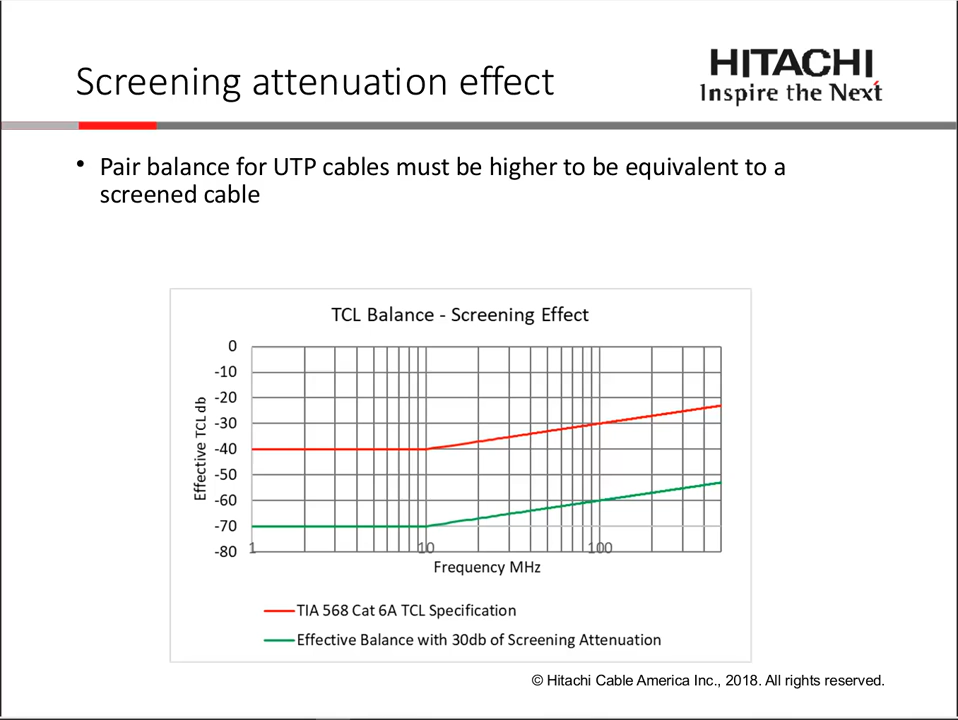 Screening attenuation effect
HITACHI
Inspire the Next
• Pair balance for UTP cables must be higher to be equivalent to a
screened cable
TCL Balance - Screening Effect
Effective TCL db
0
-10
-20
-30
-40
-50
-60
-70
-80
1
10
100
Frequency MHz
TIA 568 Cat 6A TCL Specification
Effective Balance with 30db of Screening Attenuation
© Hitachi Cable America Inc., 2018. All rights reserved.